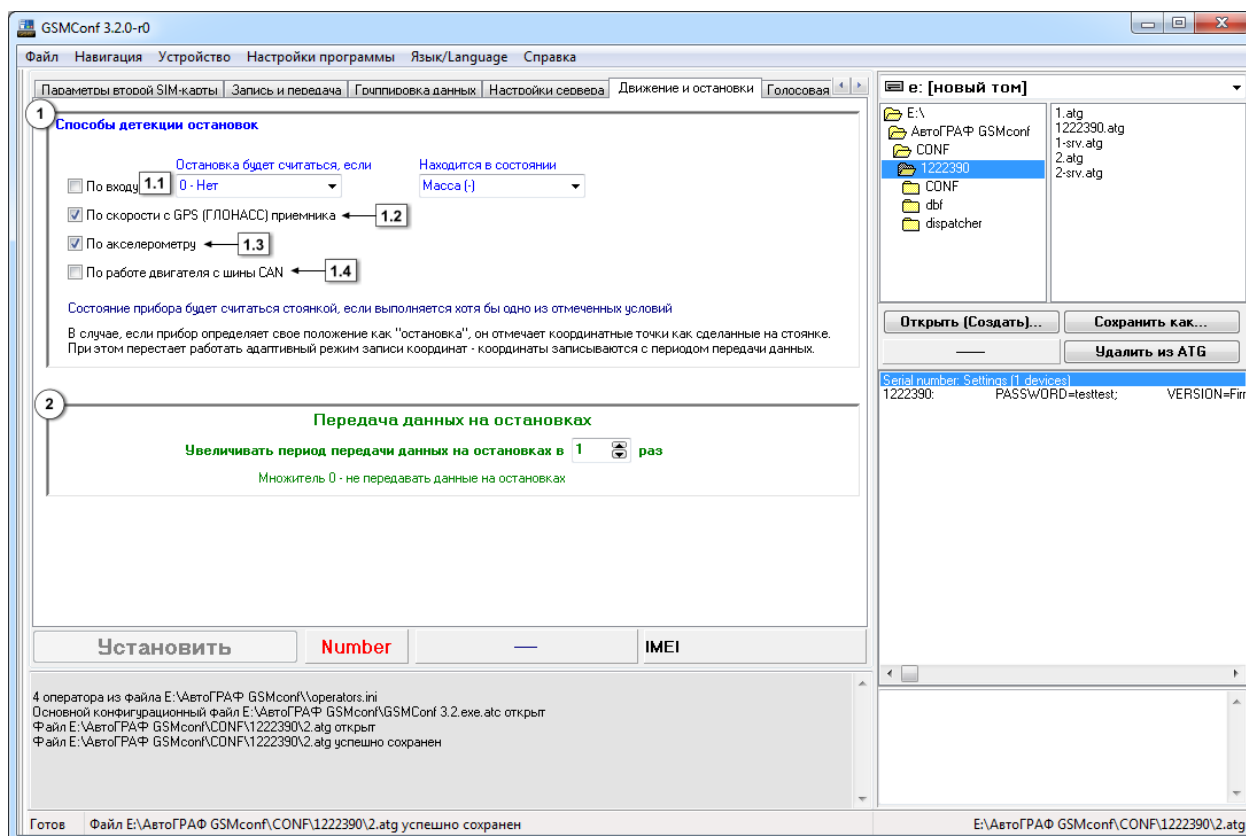 GSMConf 3.2.0-r0
Файл Навигация Устройство Настройки программы Язык/Language Справка
Параметры второй SIM-карты Запись и передача Группировка данных Настройки сервера Движение и остановки Голосовая
1
Способы детекции остановок
Остановка будет считаться, если Находится в состоянии
По входу 1.1 0 - Нет Масса (-)
По скорости с GPS (ГЛОНАСС) приемника 1.2
По акселерометру 1.3
По работе двигателя с шины CAN 1.4
Состояние прибора будет считаться стоянкой, если выполняется хотя бы одно из отмеченных условий
В случае, если прибор определяет свое положение как "остановка", он отмечает координатные точки как сделанные на стоянке.
При этом перестает работать адаптивный режим записи координат - координаты записываются с периодом передачи данных.
2
Передача данных на остановках
Увеличивать период передачи данных на остановках в 1 раз
Множитель 0 - не передавать данные на остановках
Установить Number — IMEI
4 оператора из файла E:\АвтоГРАФ GSMconf\\operators.ini
Основной конфигурационный файл E:\АвтоГРАФ GSMconf\GSMConf 3.2.exe.atc открыт
Файл E:\АвтоГРАФ GSMconf\CONF\1222390\2.atg открыт
Файл E:\АвтоГРАФ GSMconf\CONF\1222390\2.atg успешно сохранен
e: [новый том]
E:\
АвтоГРАФ GSMconf
CONF
1222390
CONF
dbf
dispatcher
1.atg
1222390.atg
1-srv.atg
2.atg
2-srv.atg
Открыть (Создать)... Сохранить как...
— Удалить из ATG
Serial number: Settings (1 devices)
1222390: PASSWORD=testtest; VERSION=Firr
Готов Файл E:\АвтоГРАФ GSMconf\CONF\1222390\2.atg успешно сохранен E:\АвтоГРАФ GSMconf\CONF\1222390\2.atg